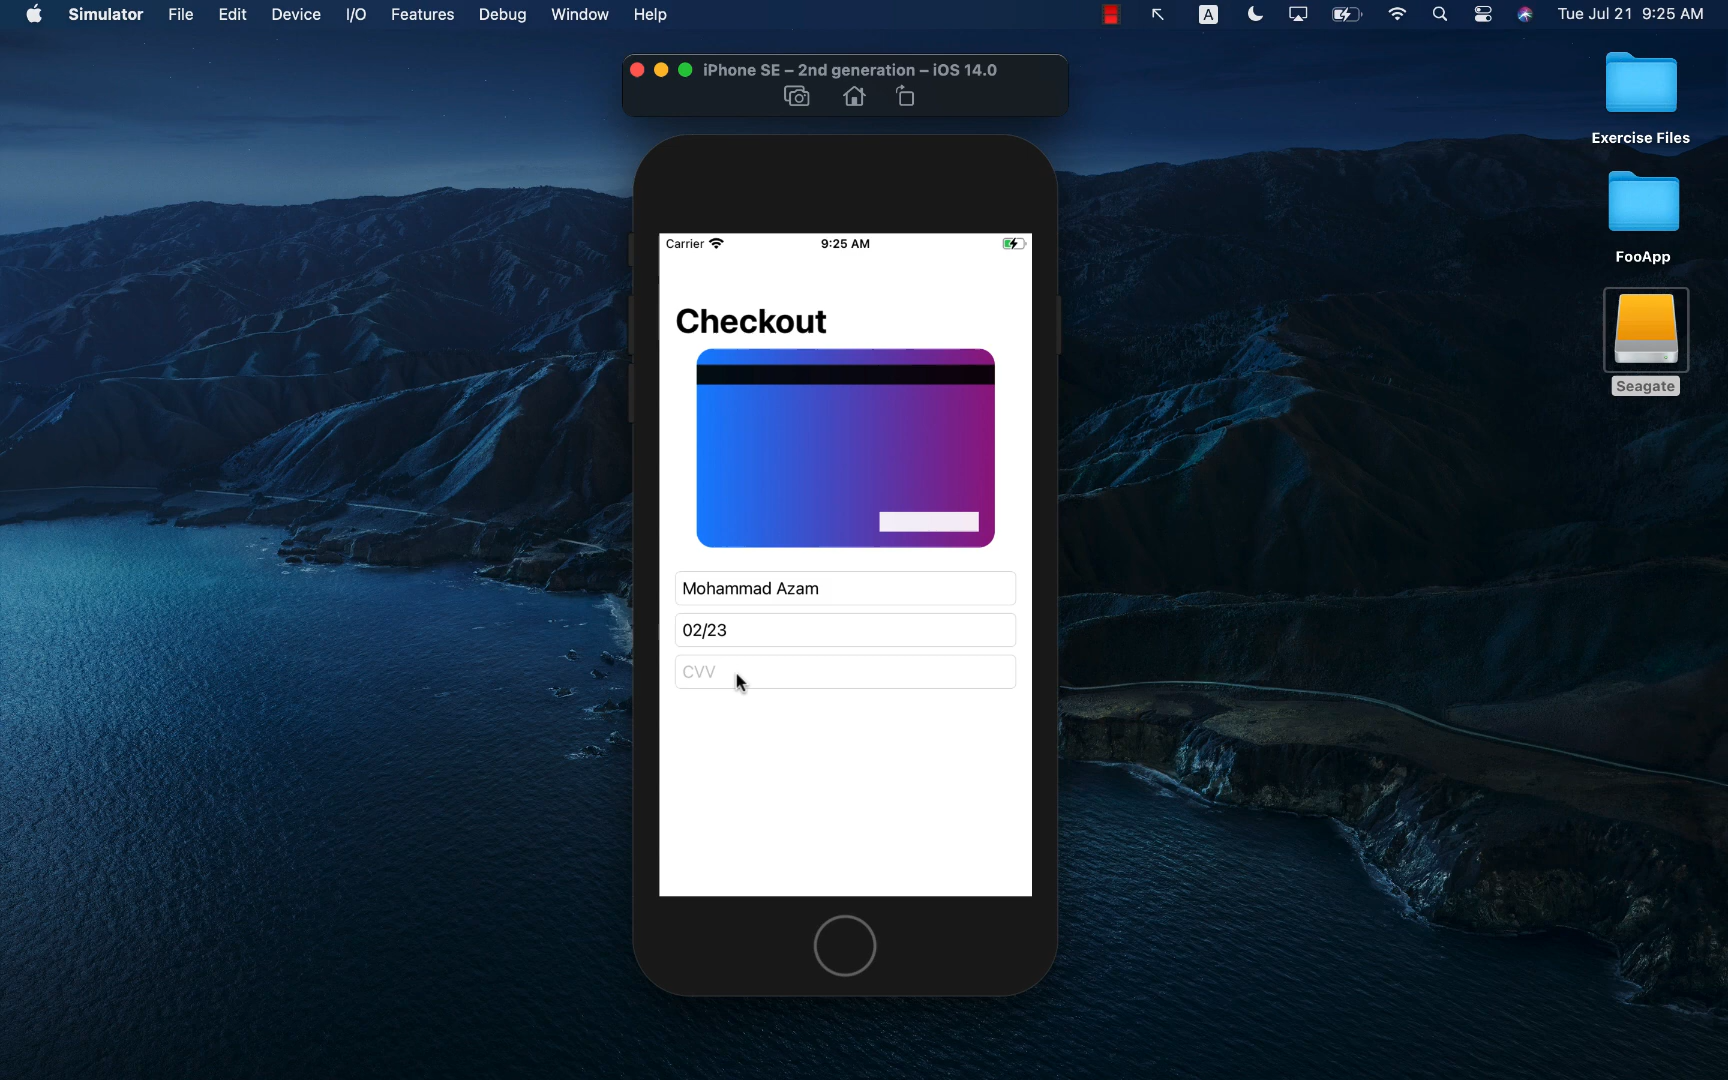 Simulator File Edit Device I/O Features Debug Window Help A Tue Jul 21 9:25 AM
iPhone SE – 2nd generation – iOS 14.0
Exercise Files
FooApp
Seagate
Carrier 9:25 AM
Checkout
Mohammad Azam
02/23
CVV